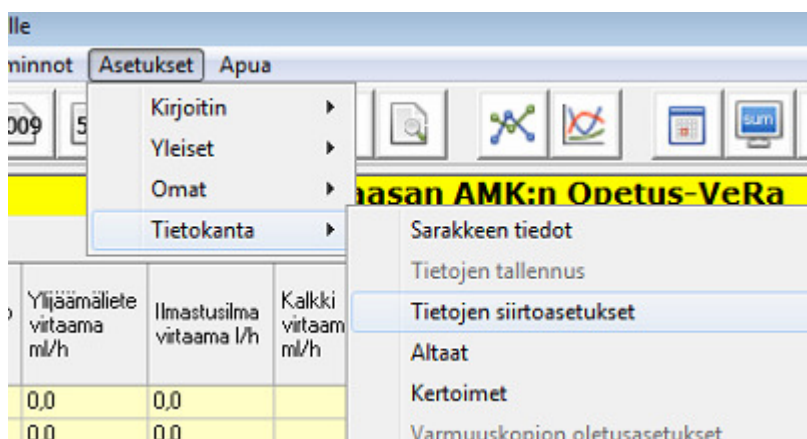 lle
minnot Asetukset Apua
009 5 sum
Kirjoitin
Yleiset
Omat
Tietokanta
aasan AMK:n Opetus-VeRa
Sarakkeen tiedot
Tietojen tallennus
Tietojen siirtoasetukset
Altaat
Kertoimet
Varmuuskopion oletusasetukset
Ylijäämäliete
virtaama
ml/h
Ilmastusilma
virtaama l/h
Kalkki
virtaam
ml/h
0,0 0,0
0,0 0,0